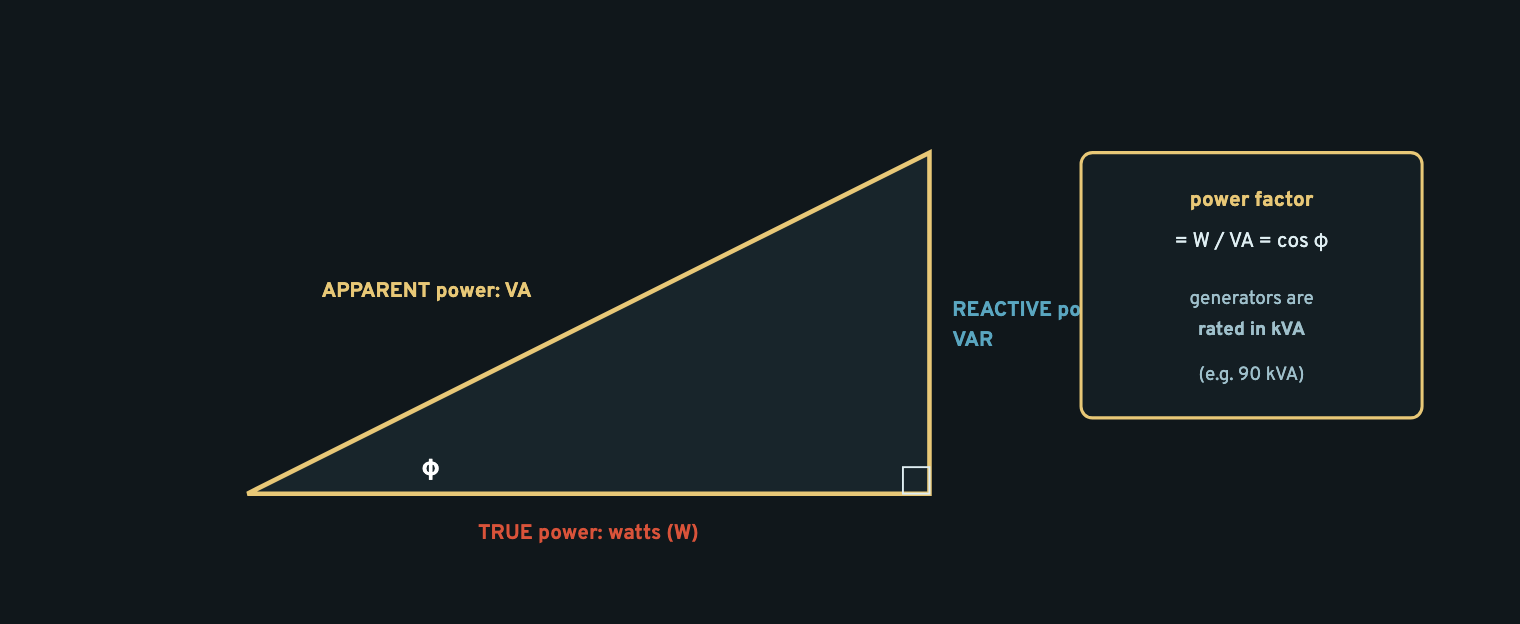 power factor
= W / VA = cos ϕ
APPARENT power: VA
generators are
REACTIVE po
rated in kVA
VAR
(e.g. 90 kVA)
ϕ
TRUE power: watts (W)